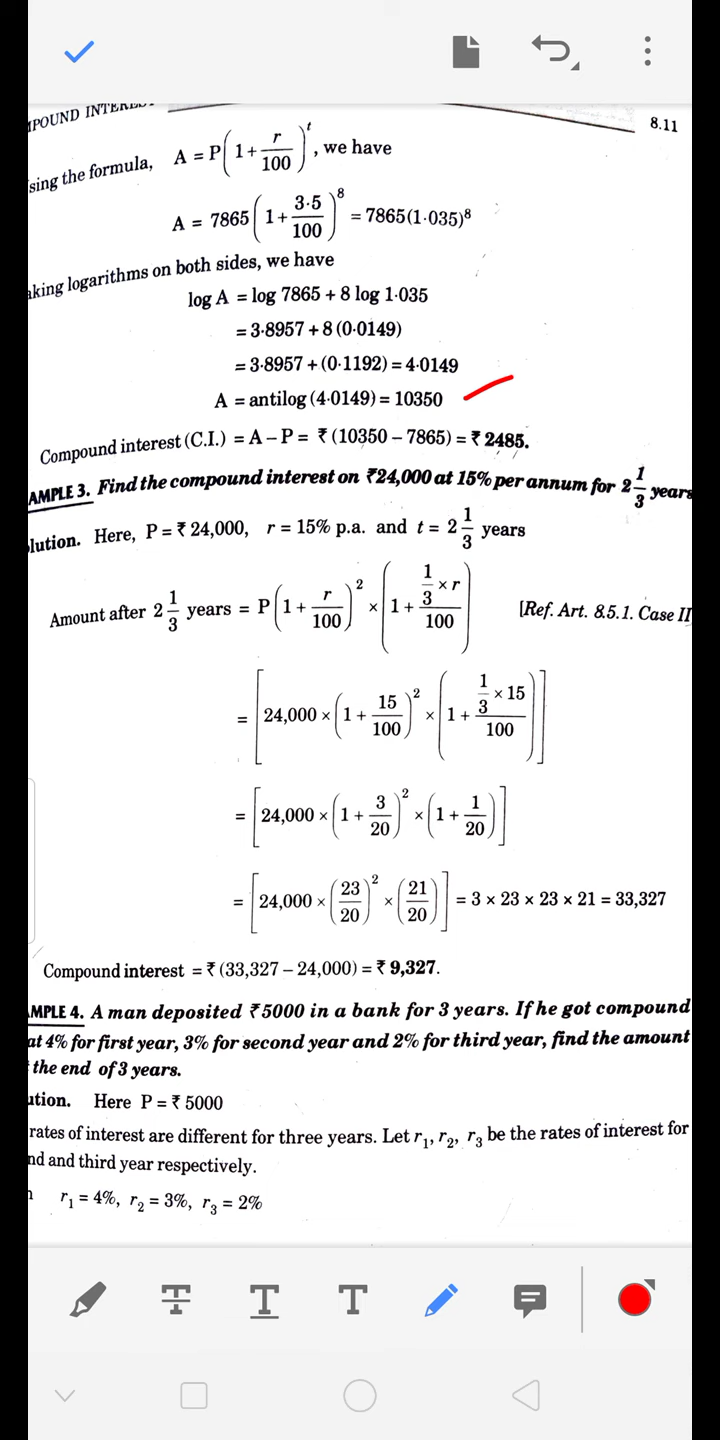 POUND INTEREST
8.11
sing the formula, A = P(1 + r/100)^t, we have
A = 7865(1 + 3·5/100)^8 = 7865(1·035)^8
aking logarithms on both sides, we have
log A = log 7865 + 8 log 1·035
= 3·8957 + 8 (0·0149)
= 3·8957 + (0·1192) = 4·0149
A = antilog (4·0149) = 10350
Compound interest (C.I.) = A – P = ₹ (10350 – 7865) = ₹ 2485.
AMPLE 3. Find the compound interest on ₹24,000 at 15% per annum for 2 1/3 years
lution. Here, P = ₹ 24,000, r = 15% p.a. and t = 2 1/3 years
Amount after 2 1/3 years = P(1 + r/100)^2 × (1 + (1/3 × r)/100) [Ref. Art. 8.5.1. Case II
= [24,000 × (1 + 15/100)^2 × (1 + (1/3 × 15)/100)]
= [24,000 × (1 + 3/20)^2 × (1 + 1/20)]
= [24,000 × (23/20)^2 × (21/20)] = 3 × 23 × 23 × 21 = 33,327
Compound interest = ₹ (33,327 – 24,000) = ₹ 9,327.
MPLE 4. A man deposited ₹5000 in a bank for 3 years. If he got compound
at 4% for first year, 3% for second year and 2% for third year, find the amount
the end of 3 years.
ution. Here P = ₹ 5000
rates of interest are different for three years. Let r₁, r₂, r₃ be the rates of interest for
nd and third year respectively.
r₁ = 4%, r₂ = 3%, r₃ = 2%